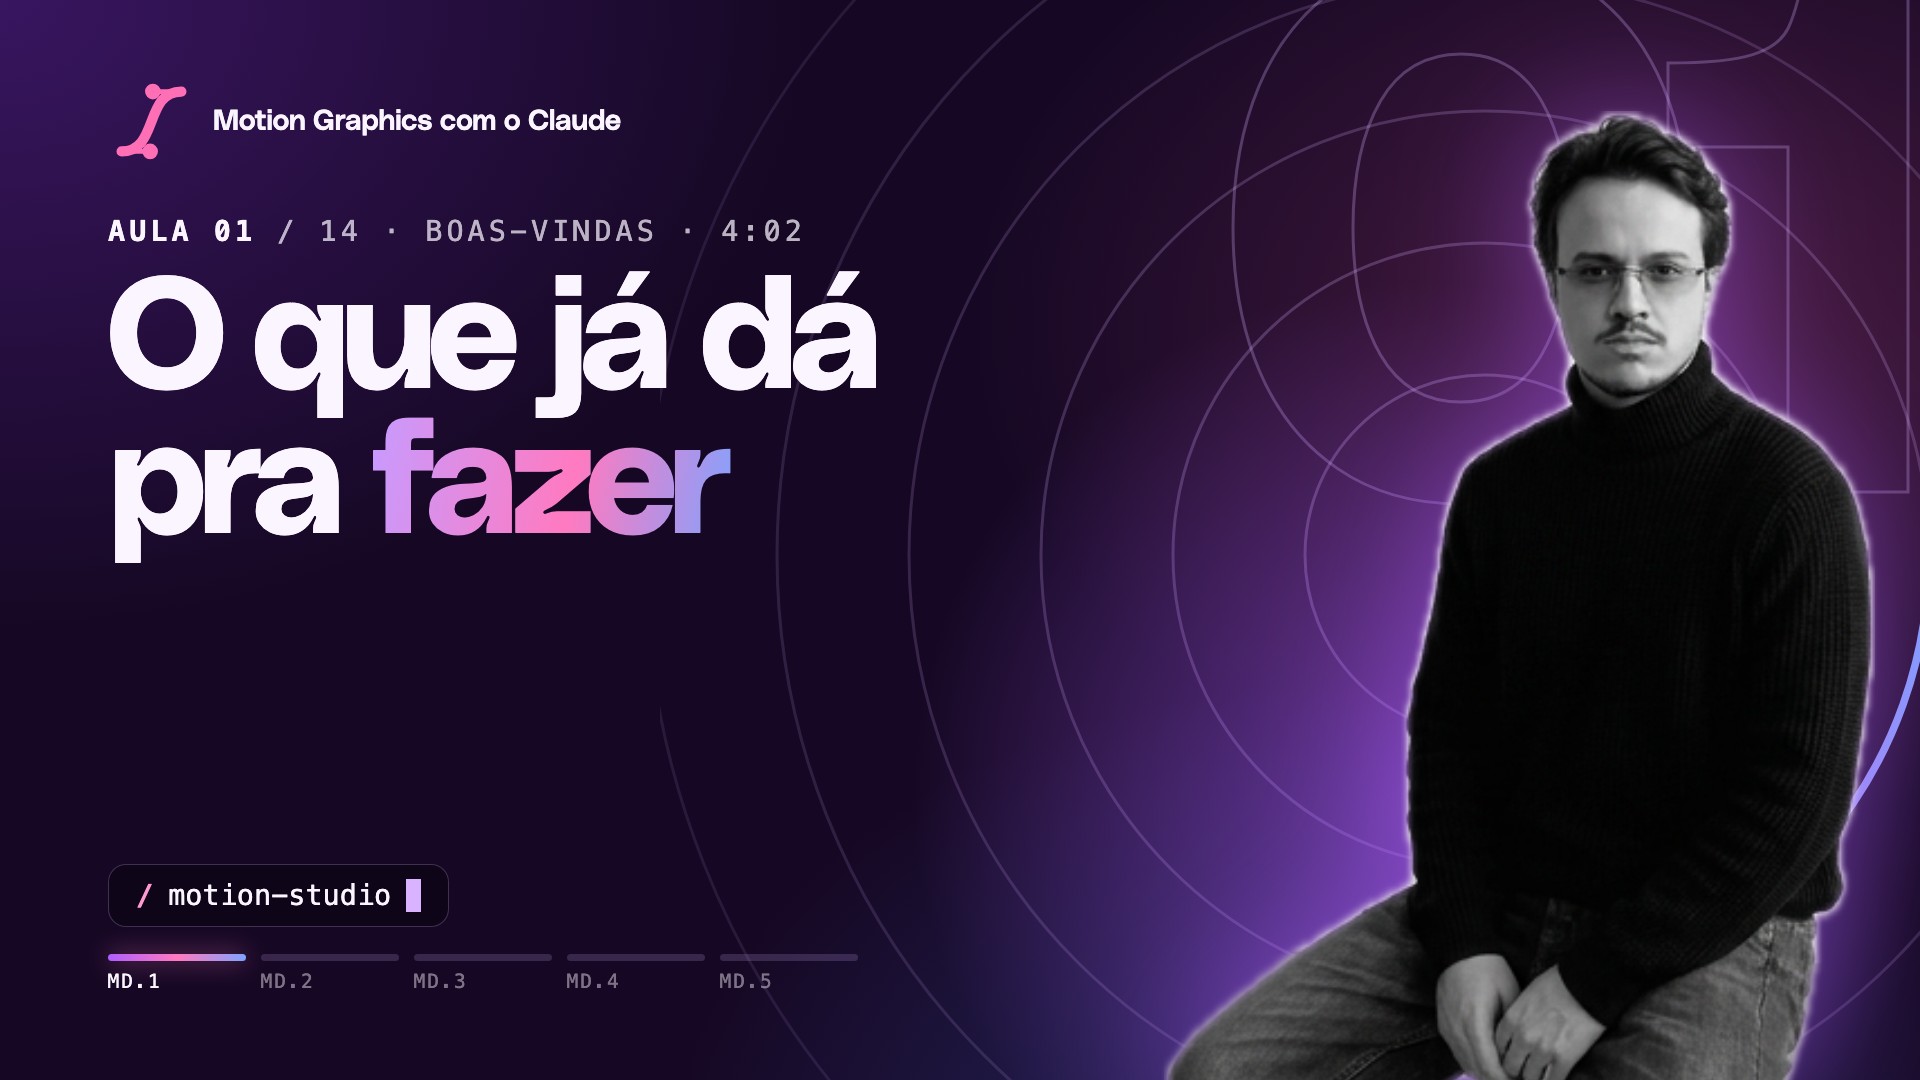 Motion Graphics com o Claude
AULA 01 / 14 · BOAS-VINDAS · 4:02
O que já dá
pra fazer
/ motion-studio
MD.1 MD.2 MD.3 MD.4 MD.5
01